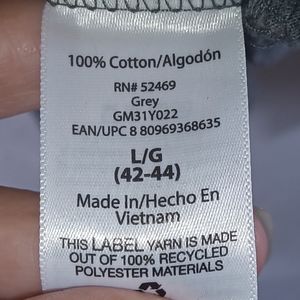 100% Cotton/Algodón
RN# 52469
Grey
GM31Y022
EAN/UPC 8 80969368635
L/G
(42-44)
Made In/Hecho En
Vietnam
THIS LABEL YARN IS MADE
OUT OF 100% RECYCLED
POLYESTER MATERIALS